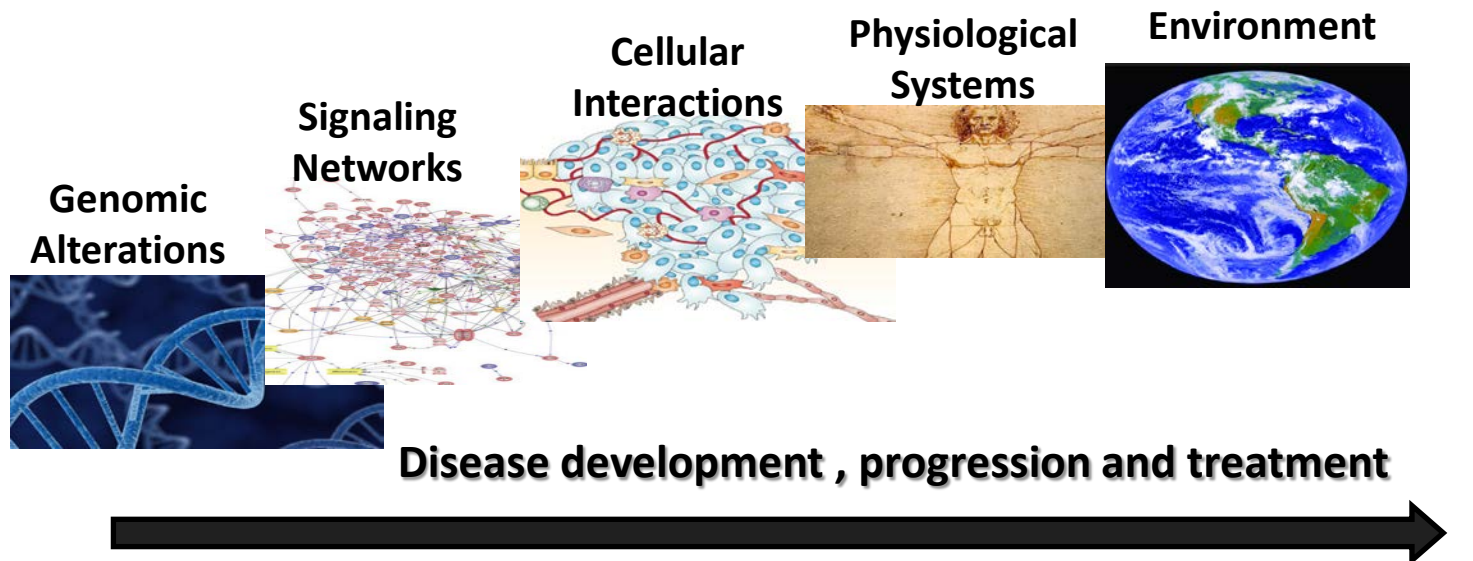 Genomic
Alterations
Signaling
Networks
Cellular
Interactions
Physiological
Systems
Environment
Disease development , progression and treatment